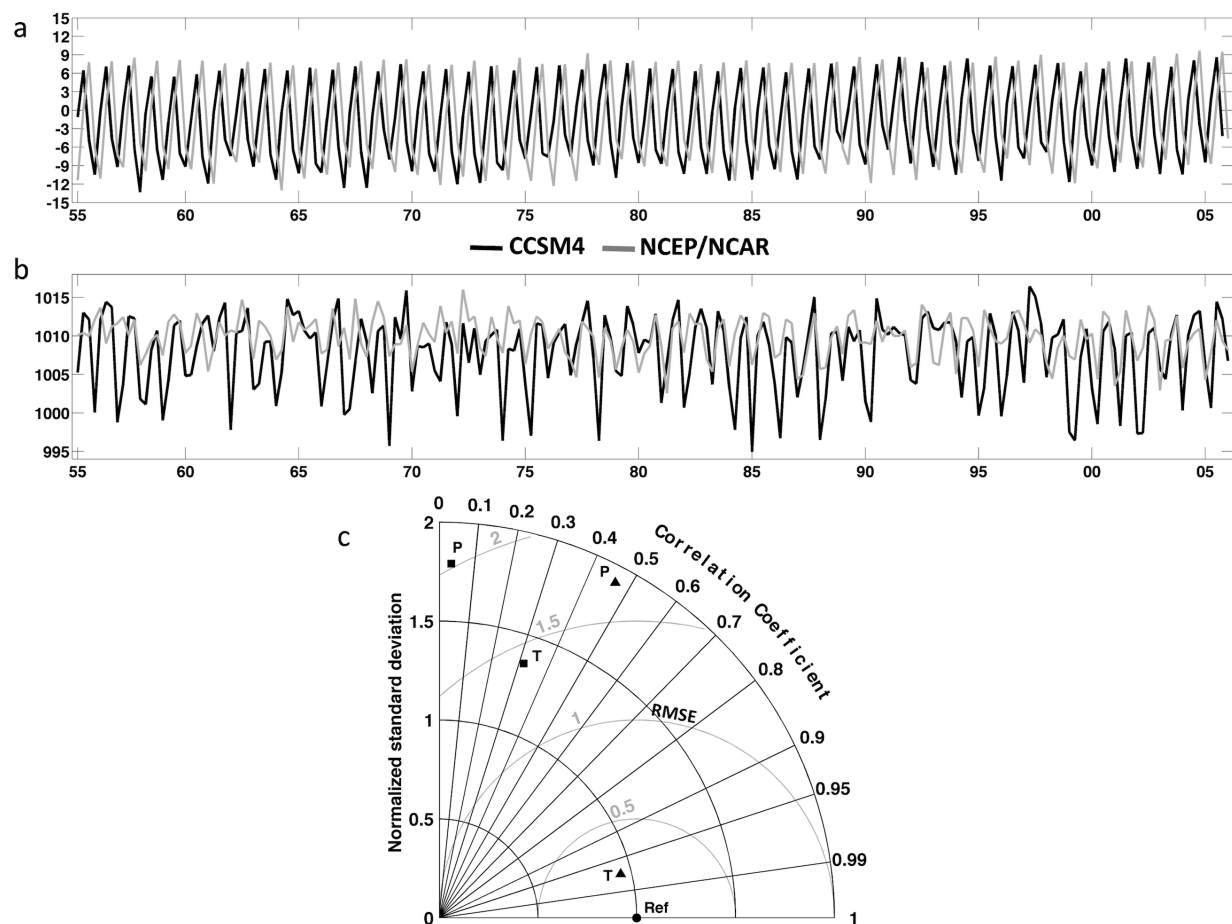 a
15
12
9
6
3
0
-3
-6
-9
-12
-15
55 60 65 70 75 80 85 90 95 00 05
CCSM4 NCEP/NCAR
b
1015
1010
1005
1000
995
55 60 65 70 75 80 85 90 95 00 05
c
Normalized standard deviation
2
1.5
1
0.5
0
0 0.1 0.2 0.3 0.4 0.5 0.6 0.7 0.8 0.9 0.95 0.99 1
Correlation Coefficient
2
1.5
1
0.5
RMSE
P
P
T
T
Ref